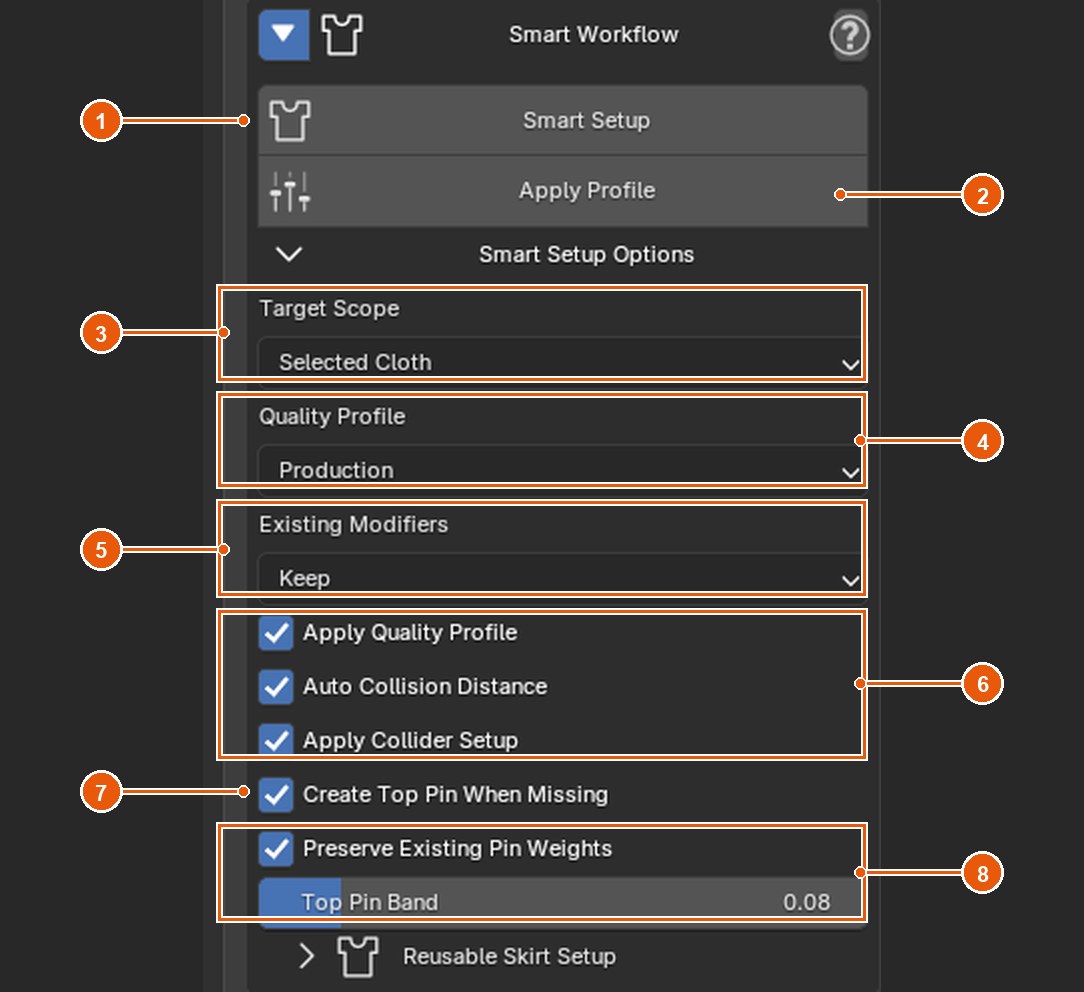 Smart Workflow
?
1
Smart Setup
Apply Profile
2
Smart Setup Options
Target Scope
3
Selected Cloth
Quality Profile
4
Production
Existing Modifiers
5
Keep
Apply Quality Profile
Auto Collision Distance
6
Apply Collider Setup
7
Create Top Pin When Missing
Preserve Existing Pin Weights
8
Top Pin Band 0.08
Reusable Skirt Setup